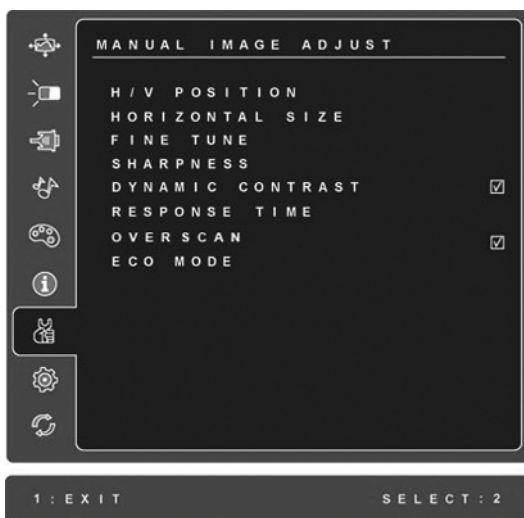 MANUAL IMAGE ADJUST
H/V POSITION
HORIZONTAL SIZE
FINE TUNE
SHARPNESS
DYNAMIC CONTRAST
RESPONSE TIME
OVERSCAN
ECO MODE
1:EXIT SELECT:2